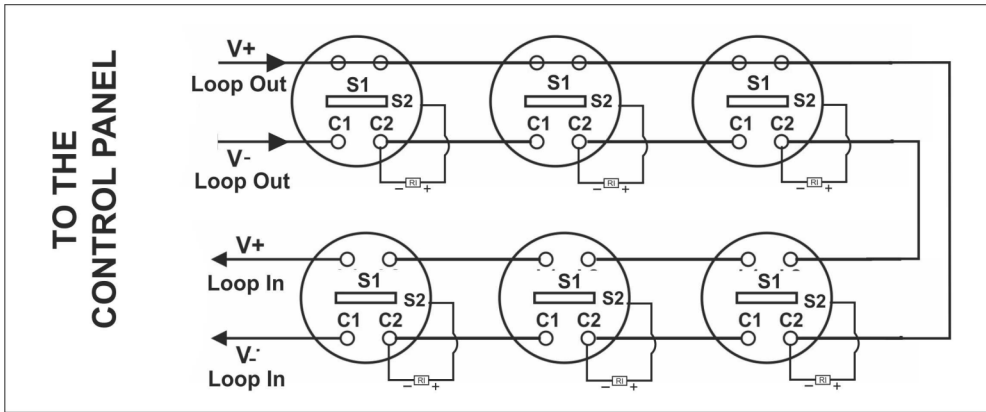 TO THE
CONTROL PANEL
V+
Loop Out
V-
Loop Out
S1
S2
C1 C2
− RI +
S1
S2
C1 C2
− RI +
S1
S2
C1 C2
− RI +
V+
Loop In
V-
Loop In
S1
S2
C1 C2
− RI +
S1
S2
C1 C2
− RI +
S1
S2
C1 C2
− RI +